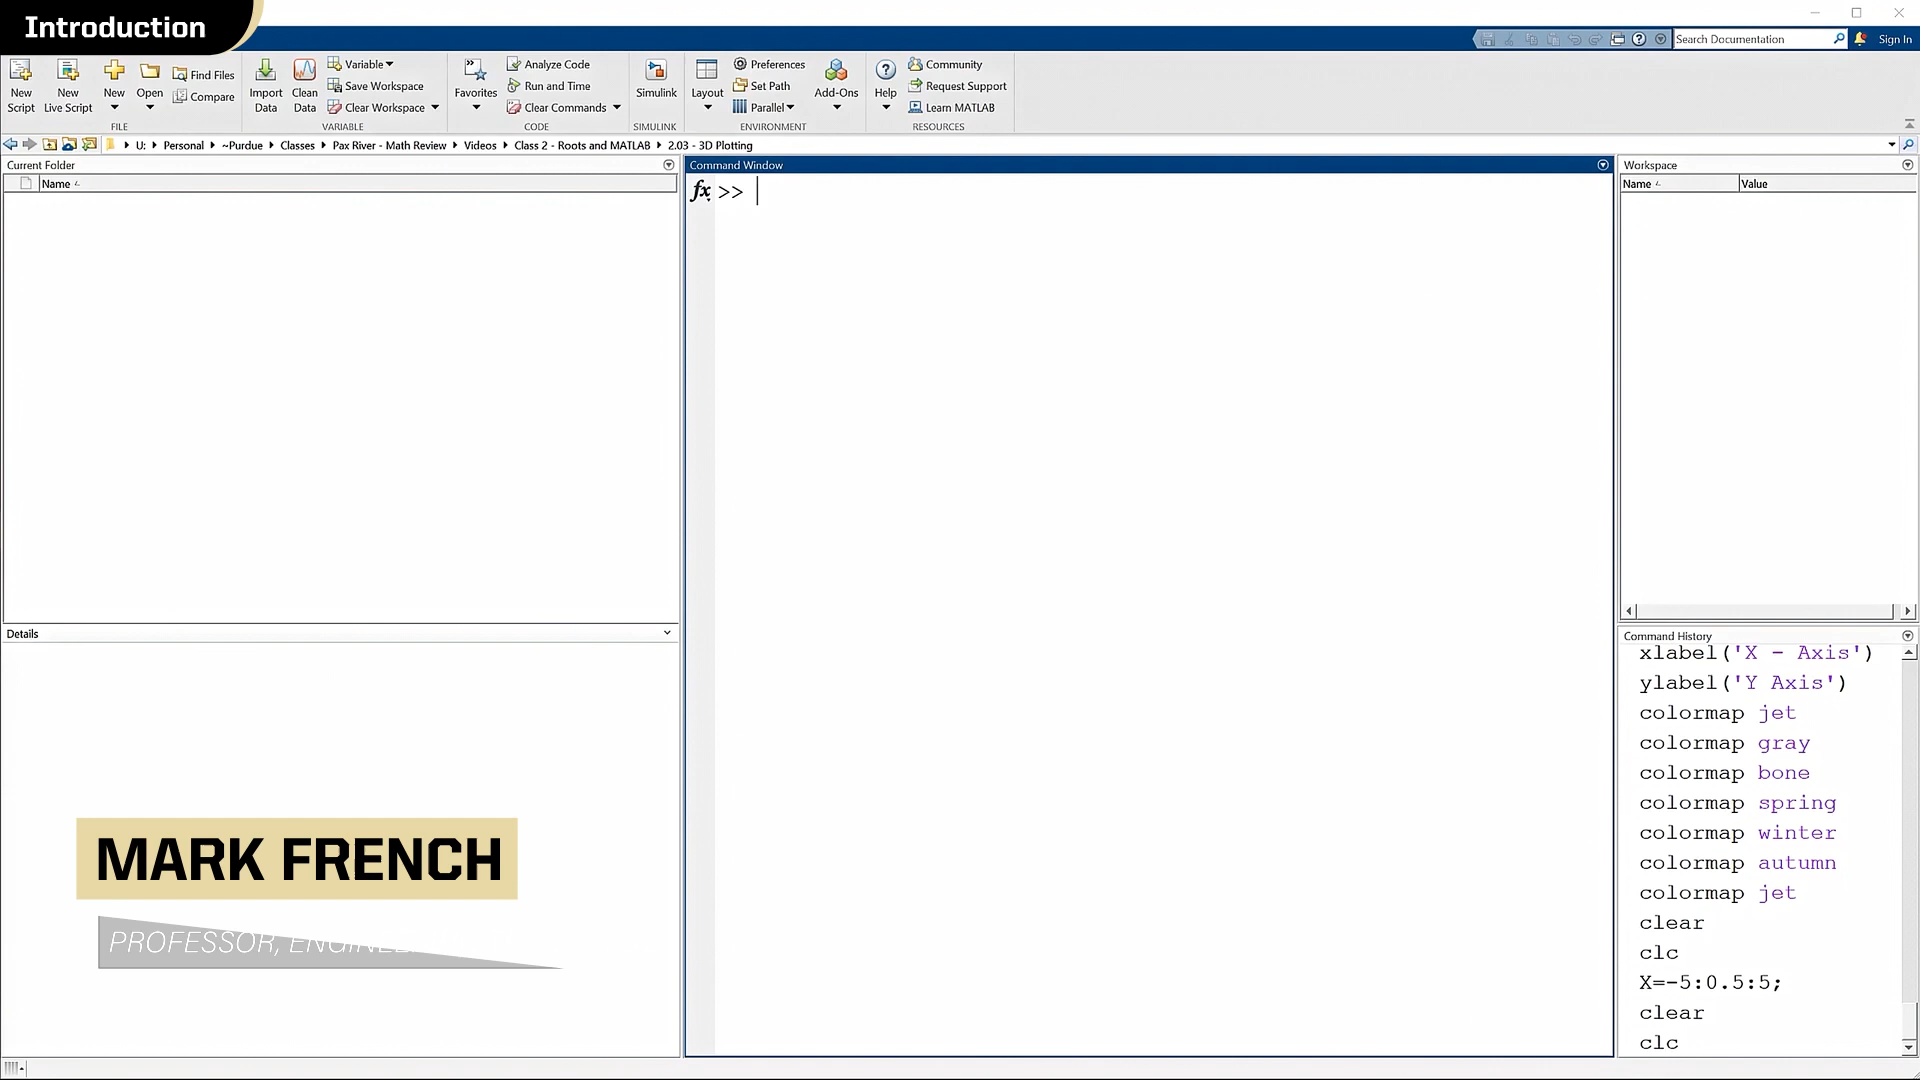 Introduction
Search Documentation
Sign In
New Script
New Live Script
New
Open
Find Files
Compare
FILE
Import Data
Clean Data
Variable
Save Workspace
Clear Workspace
VARIABLE
Favorites
Analyze Code
Run and Time
Clear Commands
CODE
Simulink
SIMULINK
Layout
Preferences
Set Path
Parallel
Add-Ons
ENVIRONMENT
Help
Community
Request Support
Learn MATLAB
RESOURCES
U: Personal ~Purdue Classes Pax River - Math Review Videos Class 2 - Roots and MATLAB 2.03 - 3D Plotting
Current Folder
Name
Details
Command Window
fx >>
Workspace
Name Value
Command History
xlabel('X - Axis')
ylabel('Y Axis')
colormap jet
colormap gray
colormap bone
colormap spring
colormap winter
colormap autumn
colormap jet
clear
clc
X=-5:0.5:5;
clear
clc
MARK FRENCH
PROFESSOR,